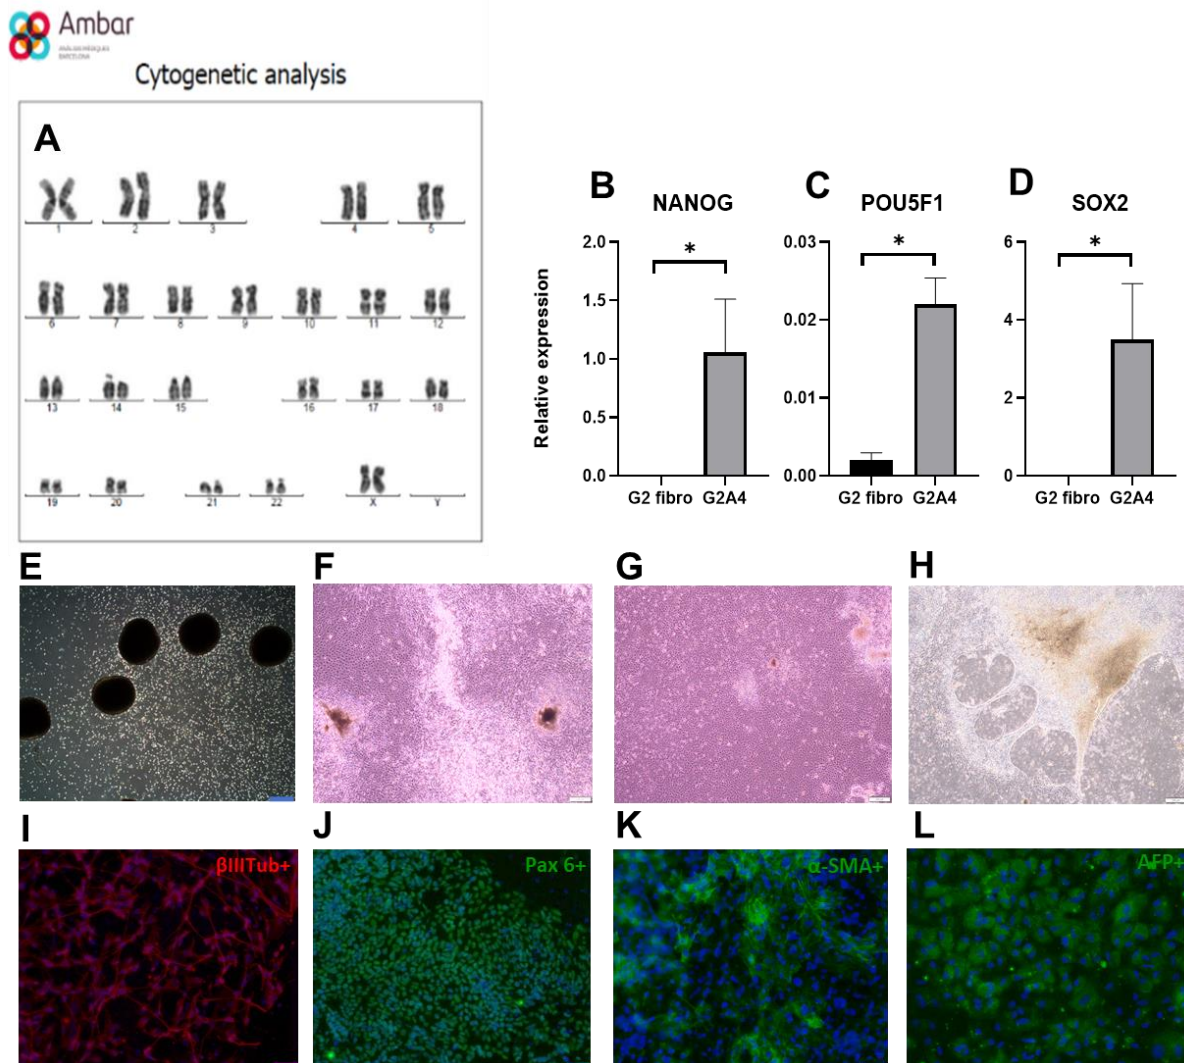 Ambar
ANÀLISIS MÈDIQUES
BARCELONA
Cytogenetic analysis
A
1 2 3 4 5
6 7 8 9 10 11 12
13 14 15 16 17 18
19 20 21 22 X Y
B
NANOG
Relative expression
2.0
1.5
1.0
0.5
0.0
*
G2 fibro G2A4
C
POU5F1
0.03
0.02
0.01
0.00
*
G2 fibro G2A4
D
SOX2
6
4
2
0
*
G2 fibro G2A4
E
F
G
H
I
βIIITub+
J
Pax 6+
K
α-SMA+
L
AFP+